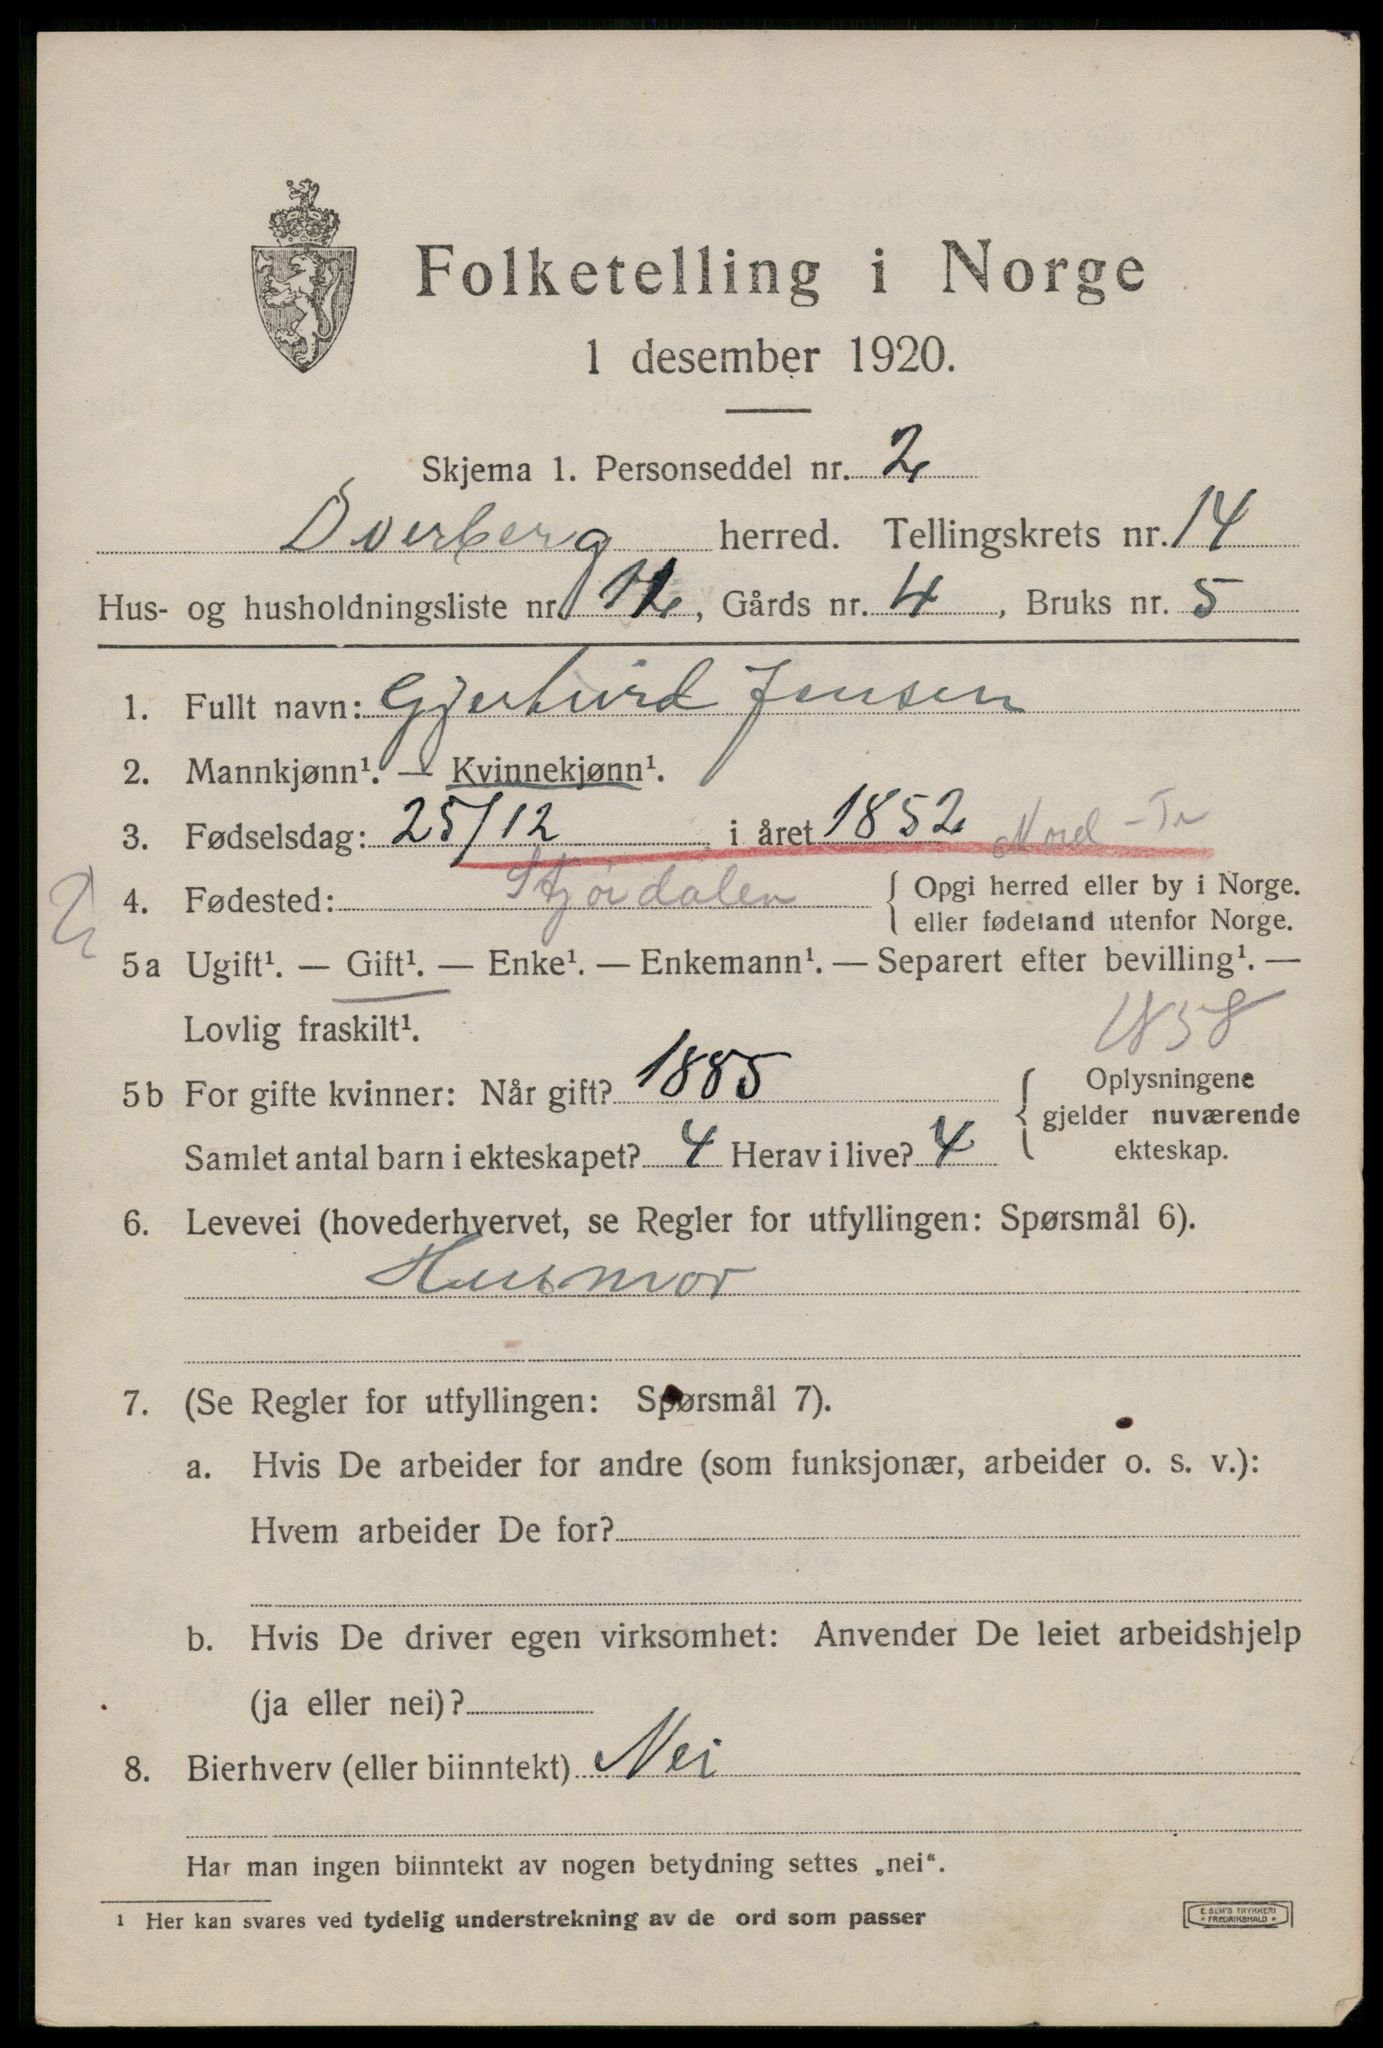 Folketelling i Norge
1 desember 1920.
Skjema 1. Personseddel nr. 2
Dverberg herred. Tellingskrets nr. 14
Hus- og husholdningsliste nr. 12, Gårds nr. 4, Bruks nr. 5
1. Fullt navn: Gjertvird Jensen
2. Mannkjønn¹. — Kvinnekjønn¹.
3. Fødselsdag: 25/12 i året 1852 Nord-Tr
4. Fødested: Stjørdalen { Opgi herred eller by i Norge.
eller fødeland utenfor Norge.
5a Ugift¹. — Gift¹. — Enke¹. — Enkemann¹. — Separert efter bevilling¹. —
Lovlig fraskilt¹.
1858
5b For gifte kvinner: Når gift? 1885
Samlet antal barn i ekteskapet? 4 Herav i live? 4
{ Oplysningene
gjelder nuværende
ekteskap.
6. Levevei (hovederhvervet, se Regler for utfyllingen: Spørsmål 6).
Husmor
7. (Se Regler for utfyllingen: Spørsmål 7).
a. Hvis De arbeider for andre (som funksjonær, arbeider o. s. v.):
Hvem arbeider De for?
b. Hvis De driver egen virksomhet: Anvender De leiet arbeidshjelp
(ja eller nei)?
8. Bierhverv (eller biinntekt) Nei
Har man ingen biinntekt av nogen betydning settes „nei“.
¹ Her kan svares ved tydelig understrekning av de ord som passer
E. SEM'S TRYKKERI
* FREDRIKSHALD *